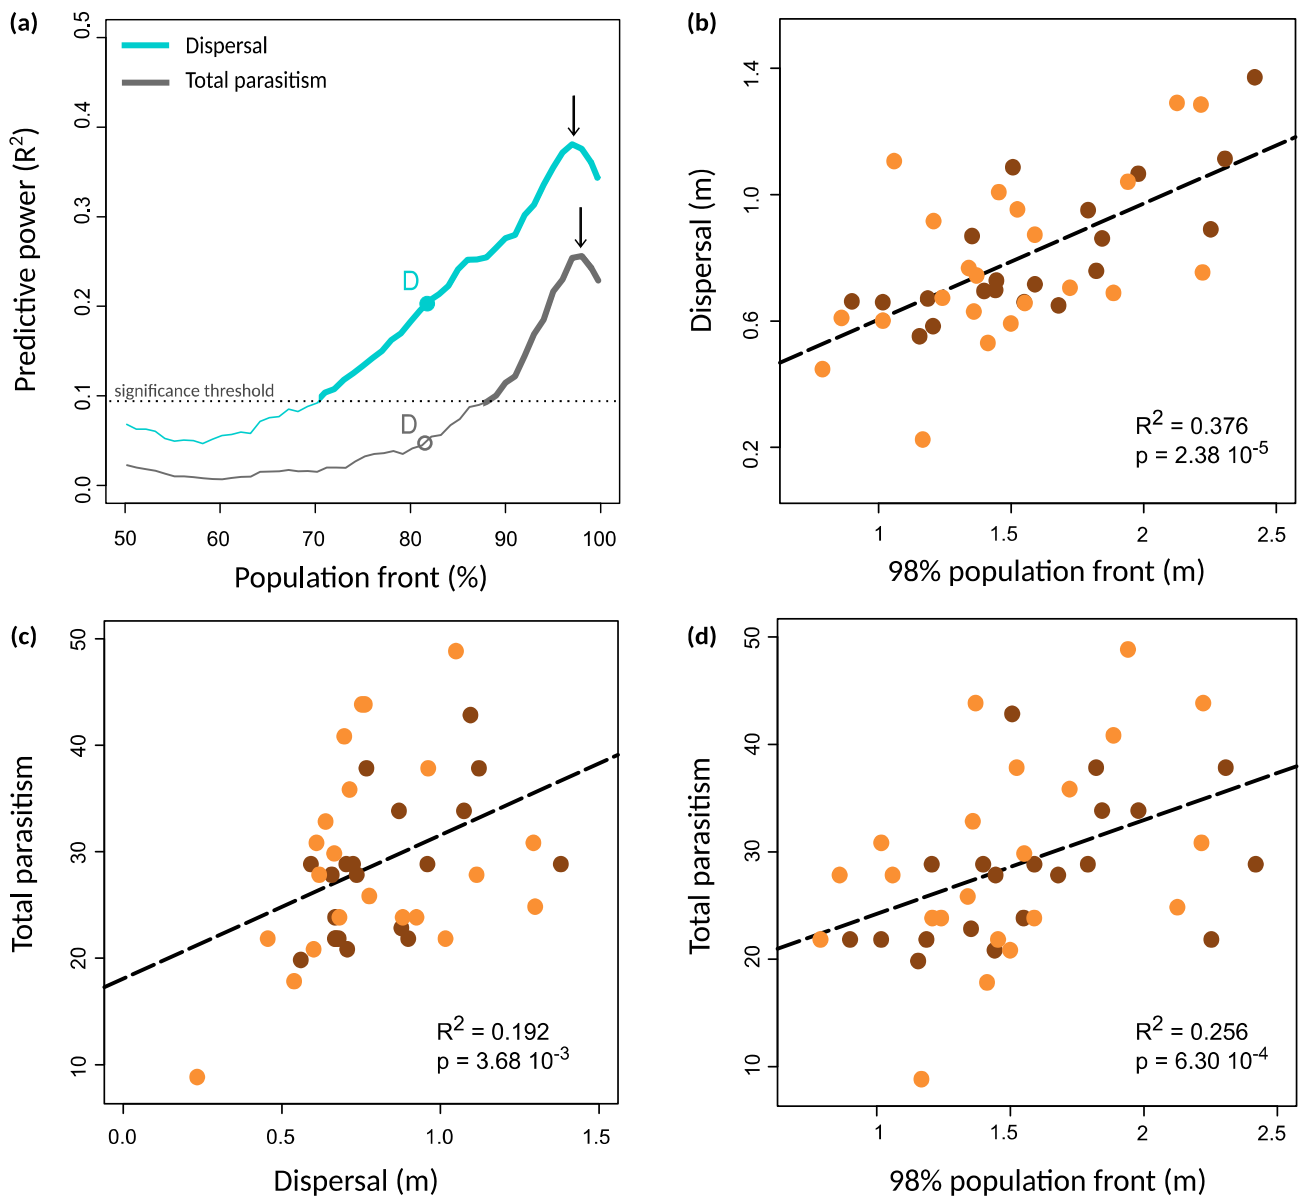 (a)
Dispersal
Total parasitism
0.5
0.4
0.3
0.2
0.1
0.0
Predictive power (R²)
D
significance threshold
D
50 60 70 80 90 100
Population front (%)
(b)
1.4
1.0
0.6
0.2
Dispersal (m)
R² = 0.376
p = 2.38 10⁻⁵
1 1.5 2 2.5
98% population front (m)
(c)
50
40
30
20
10
Total parasitism
R² = 0.192
p = 3.68 10⁻³
0.0 0.5 1.0 1.5
Dispersal (m)
(d)
50
40
30
20
10
Total parasitism
R² = 0.256
p = 6.30 10⁻⁴
1 1.5 2 2.5
98% population front (m)